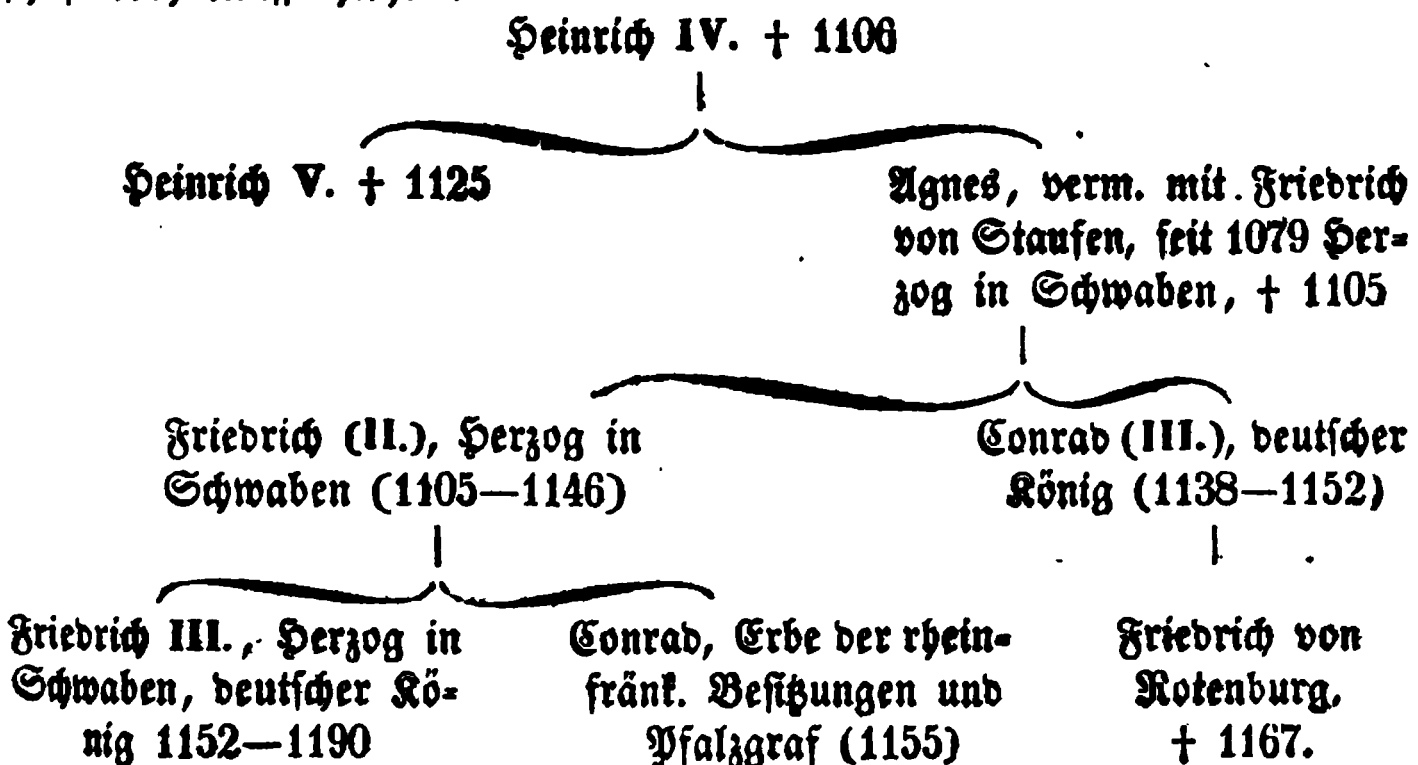 Heinrich IV. † 1106
Heinrich V. † 1125
Agnes, verm. mit Friedrich
von Staufen, seit 1079 Her=
zog in Schwaben, † 1105
Friedrich (II.), Herzog in
Schwaben (1105—1146)
Conrad (III.), deutscher
König (1138—1152)
Friedrich III., Herzog in
Schwaben, deutscher Kö=
nig 1152—1190
Conrad, Erbe der rhein=
fränk. Besitzungen und
Pfalzgraf (1155)
Friedrich von
Rotenburg,
† 1167.